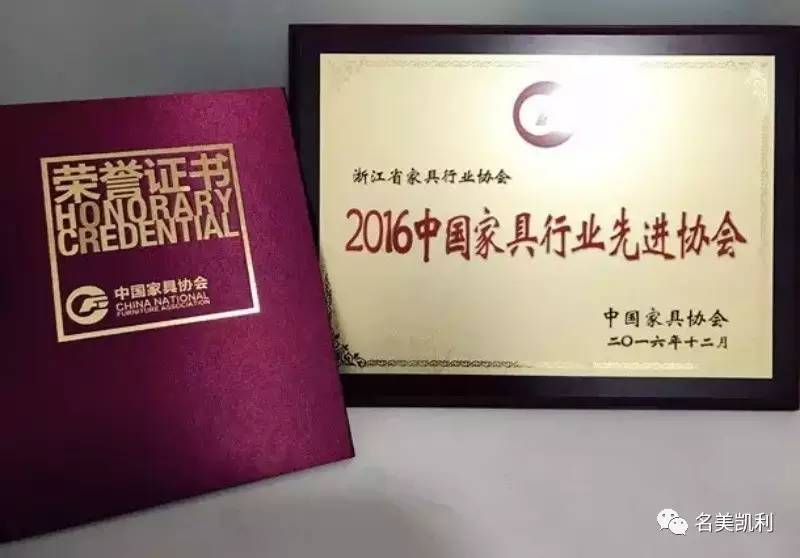 荣誉证书
HONORARY
CREDENTIAL
中国家具协会
CHINA NATIONAL
FURNITURE ASSOCIATION
浙江省家具行业协会
2016中国家具行业先进协会
中国家具协会
二〇一六年十二月
名美凯利